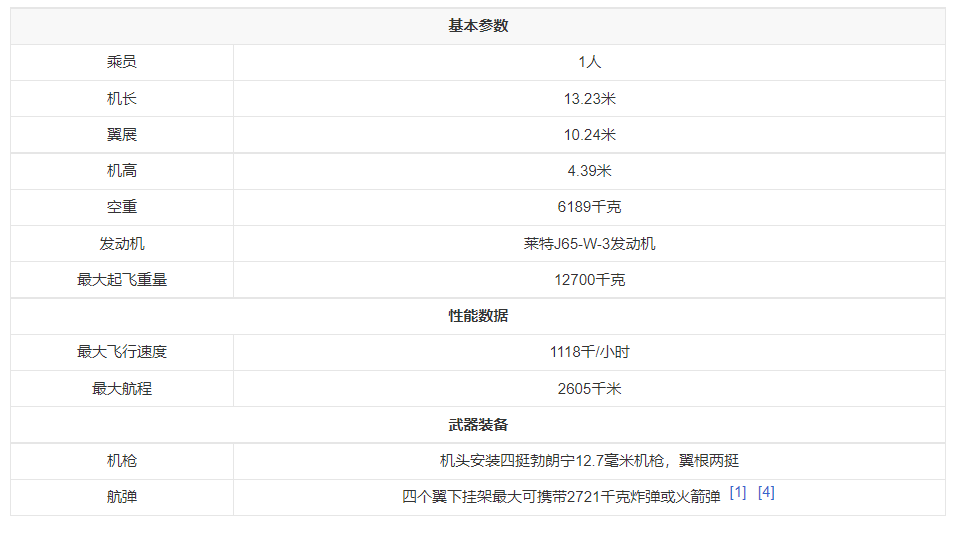 基本参数
乘员 1人
机长 13.23米
翼展 10.24米
机高 4.39米
空重 6189千克
发动机 莱特J65-W-3发动机
最大起飞重量 12700千克
性能数据
最大飞行速度 1118千/小时
最大航程 2605千米
武器装备
机枪 机头安装四挺勃朗宁12.7毫米机枪，翼根两挺
航弹 四个翼下挂架最大可携带2721千克炸弹或火箭弹 [1] [4]